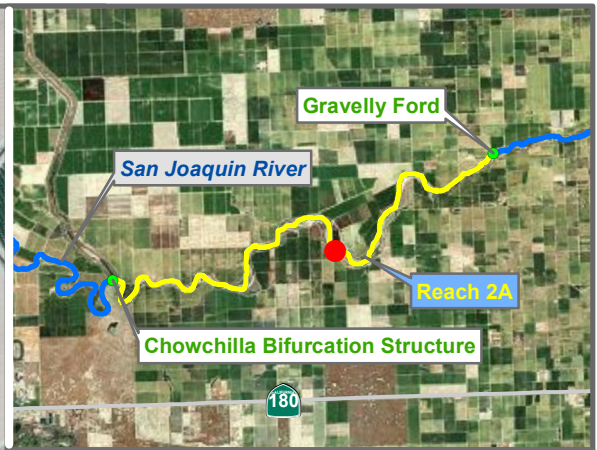 Gravelly Ford
San Joaquin River
Reach 2A
Chowchilla Bifurcation Structure
180